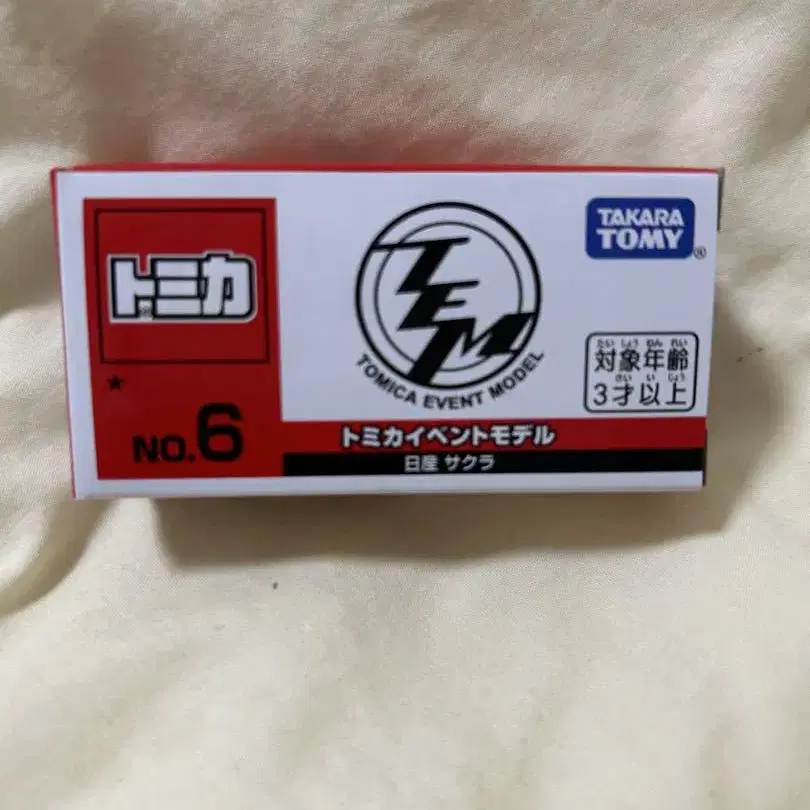 トミカ
®
★
NO.6
TEM
TOMICA EVENT MODEL
TAKARA
TOMY®
たいしょうねんれい
対象年齢
さいいじょう
3才以上
トミカイベントモデル
日産 サクラ